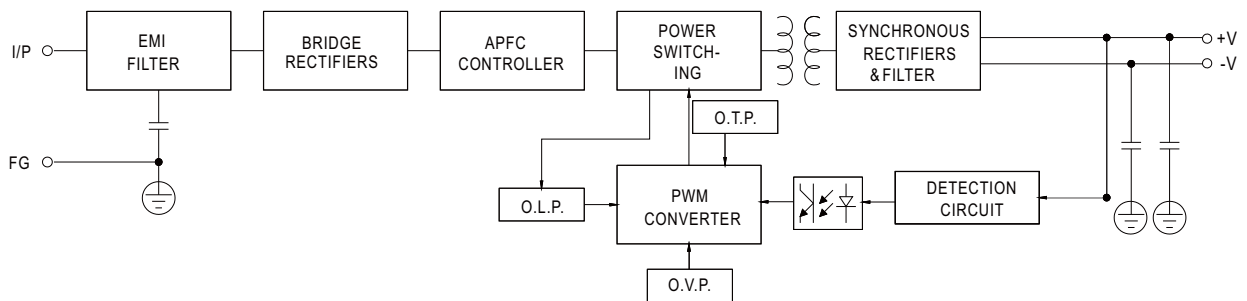 I/P
EMI
FILTER
BRIDGE
RECTIFIERS
APFC
CONTROLLER
POWER
SWITCH-
ING
SYNCHRONOUS
RECTIFIERS
&FILTER
+V
-V
O.T.P.
FG
O.L.P.
PWM
CONVERTER
DETECTION
CIRCUIT
O.V.P.